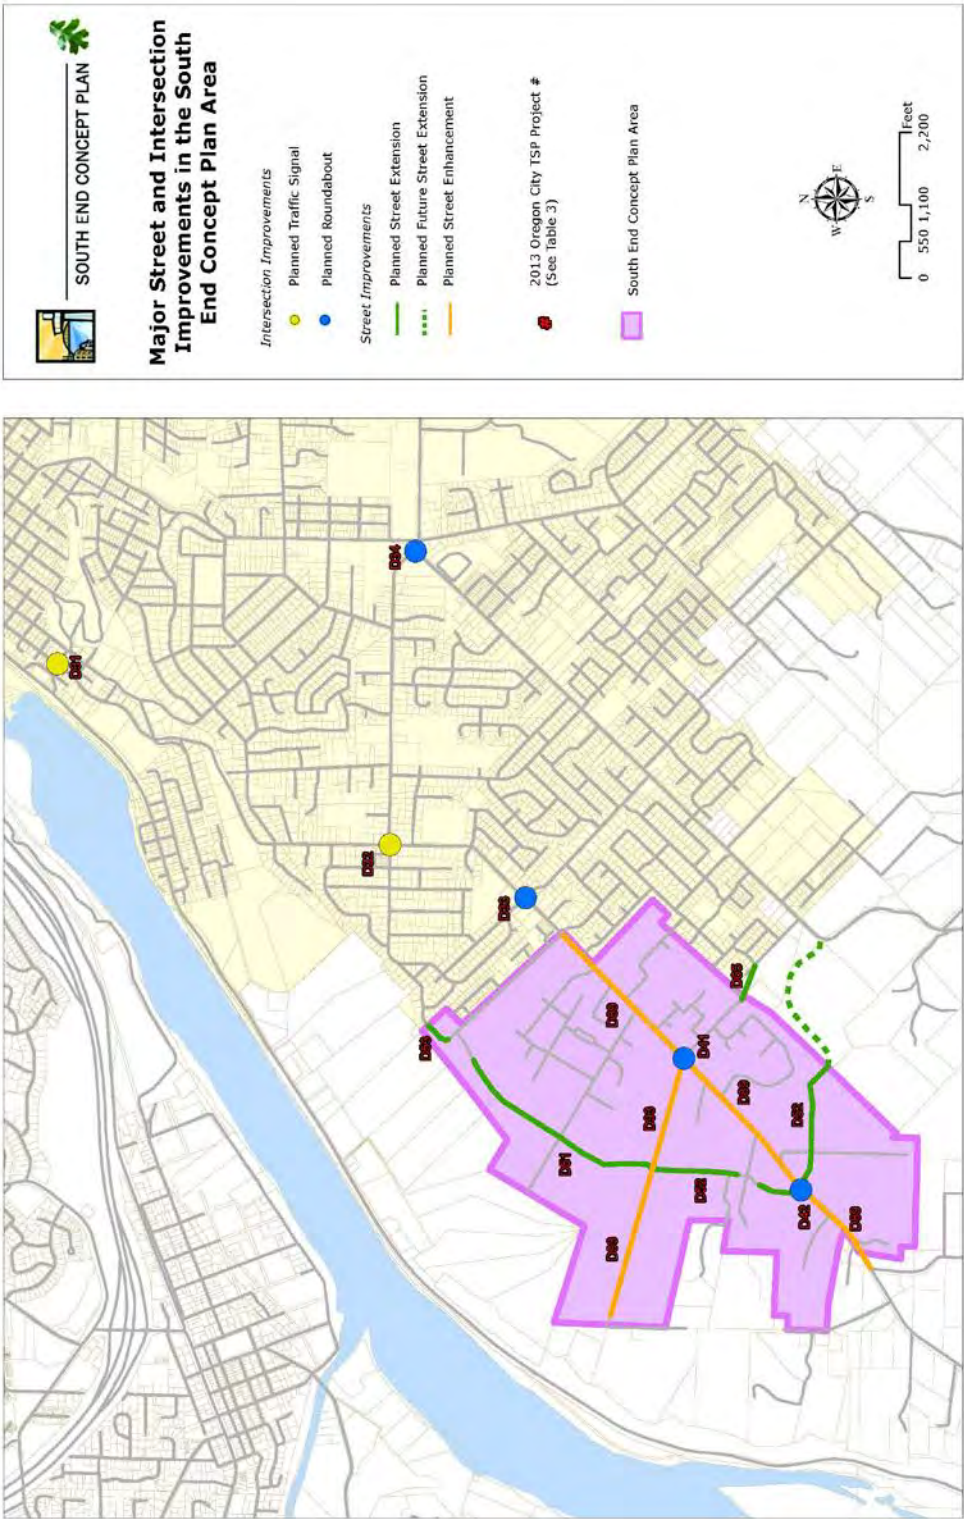 SOUTH END CONCEPT PLAN
Major Street and Intersection
Improvements in the South
End Concept Plan Area
Intersection Improvements
Planned Traffic Signal
Planned Roundabout
Street Improvements
Planned Street Extension
Planned Future Street Extension
Planned Street Enhancement
#
2013 Oregon City TSP Project #
(See Table 3)
South End Concept Plan Area
N
W
E
S
Feet
0 550 1,100 2,200
D41
D42